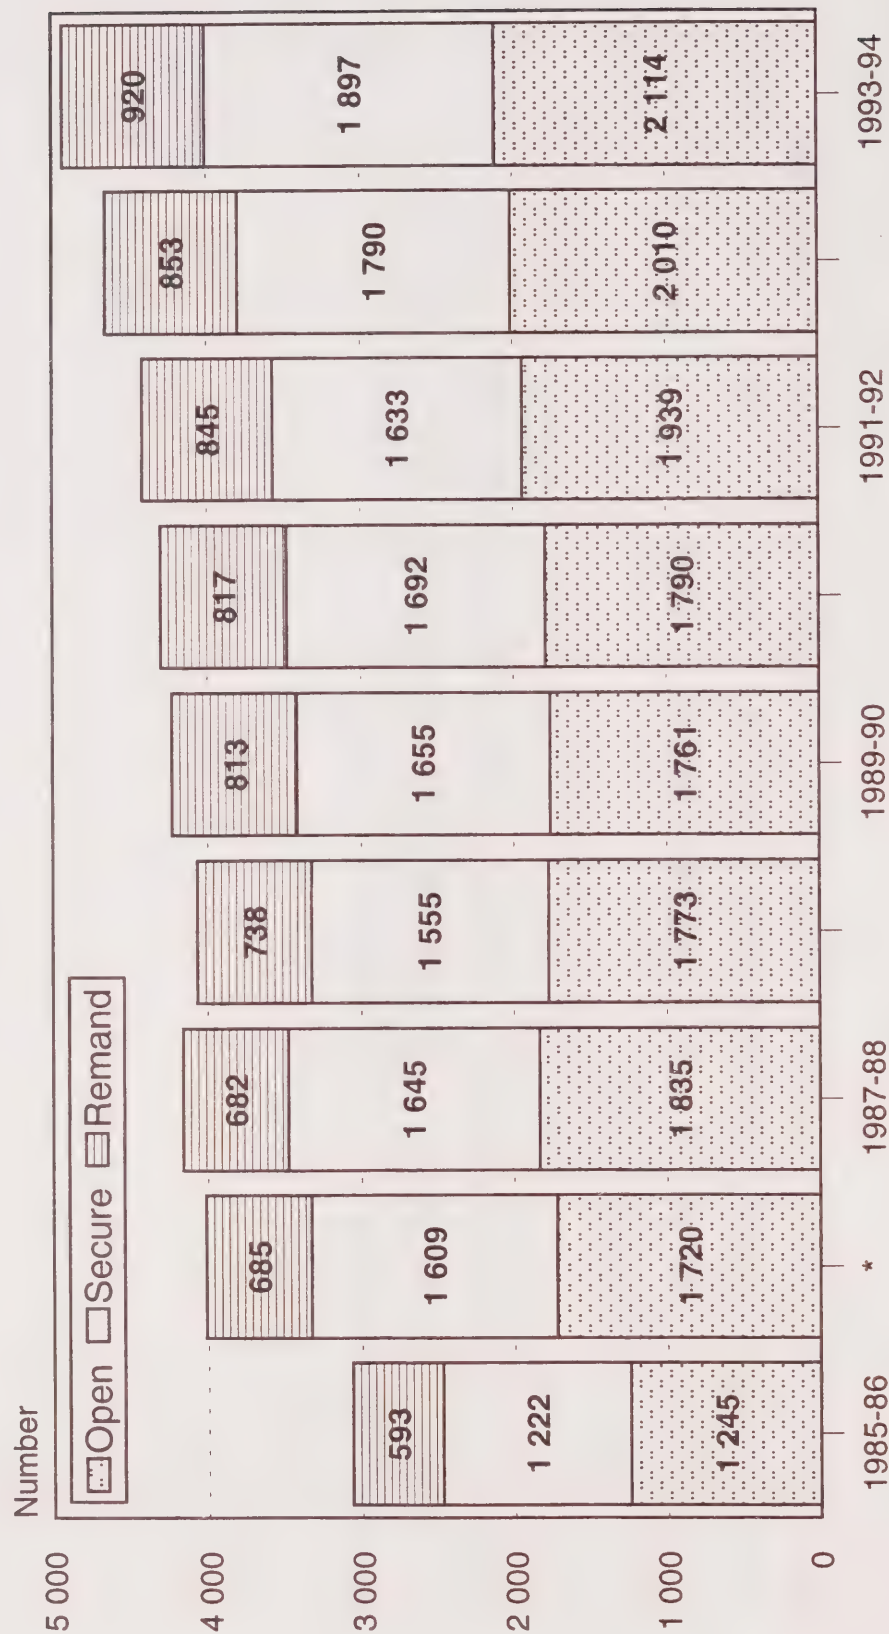 Number
Open Secure Remand
5 000
4 000
3 000
2 000
1 000
0
593 685 682 738 813 817 845 853 920
1 222 1 609 1 645 1 555 1 655 1 692 1 633 1 790 1 897
1 245 1 720 1 835 1 773 1 761 1 790 1 939 2 010 2 114
1985-86 * 1987-88 1989-90 1991-92 1993-94